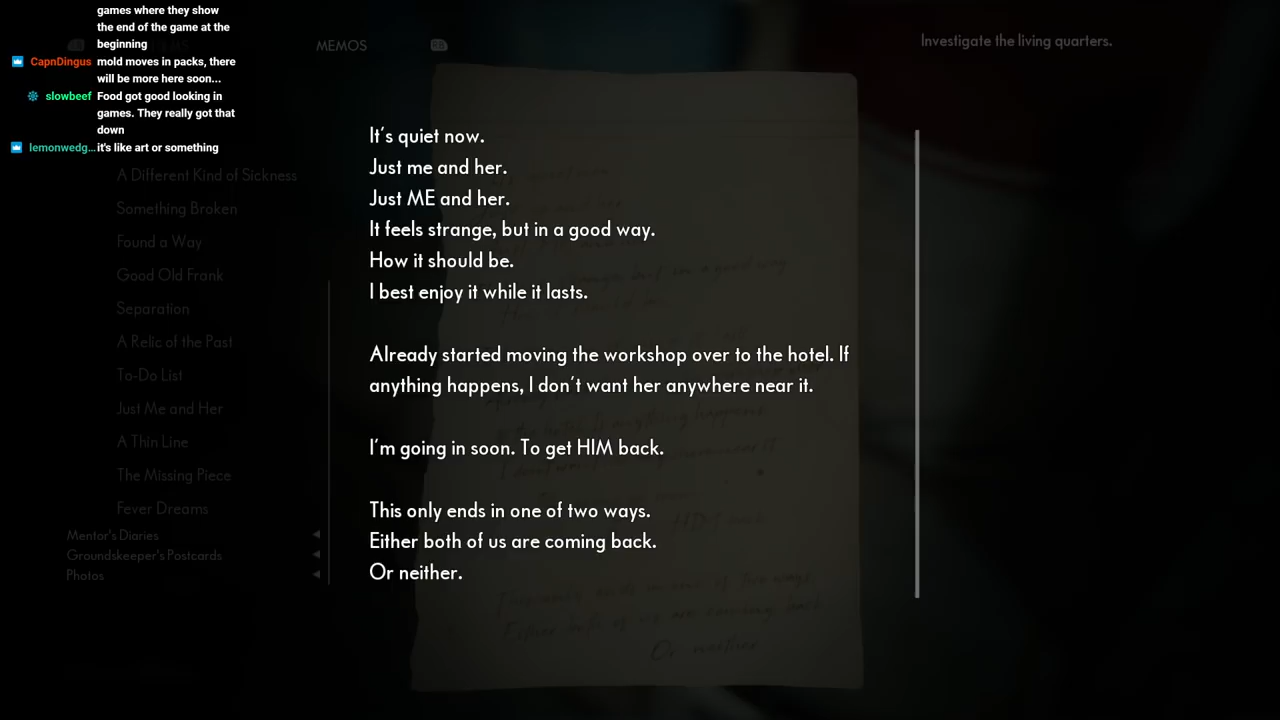 games where they show
the end of the game at the
beginning
CapnDingus mold moves in packs, there
will be more here soon...
slowbeef Food got good looking in
games. They really got that
down
lemonwedg... it's like art or something
MEMOS
RB
Investigate the living quarters.
A Different Kind of Sickness
Something Broken
Found a Way
Good Old Frank
Separation
A Relic of the Past
To-Do List
Just Me and Her
A Thin Line
The Missing Piece
Fever Dreams
Mentor's Diaries
Groundskeeper's Postcards
Photos
It's quiet now.
Just me and her.
Just ME and her.
It feels strange, but in a good way.
How it should be.
I best enjoy it while it lasts.
Already started moving the workshop over to the hotel. If
anything happens, I don't want her anywhere near it.
I'm going in soon. To get HIM back.
This only ends in one of two ways.
Either both of us are coming back.
Or neither.